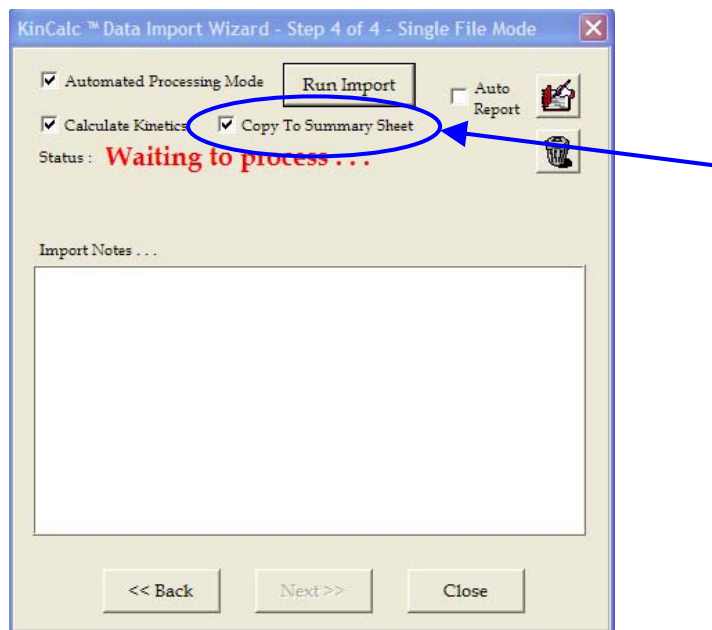 KinCalc ™ Data Import Wizard - Step 4 of 4 - Single File Mode
Automated Processing Mode
Run Import
Auto
Report
Calculate Kinetics
Copy To Summary Sheet
Status : Waiting to process . . .
Import Notes . . .
<< Back
Next >>
Close